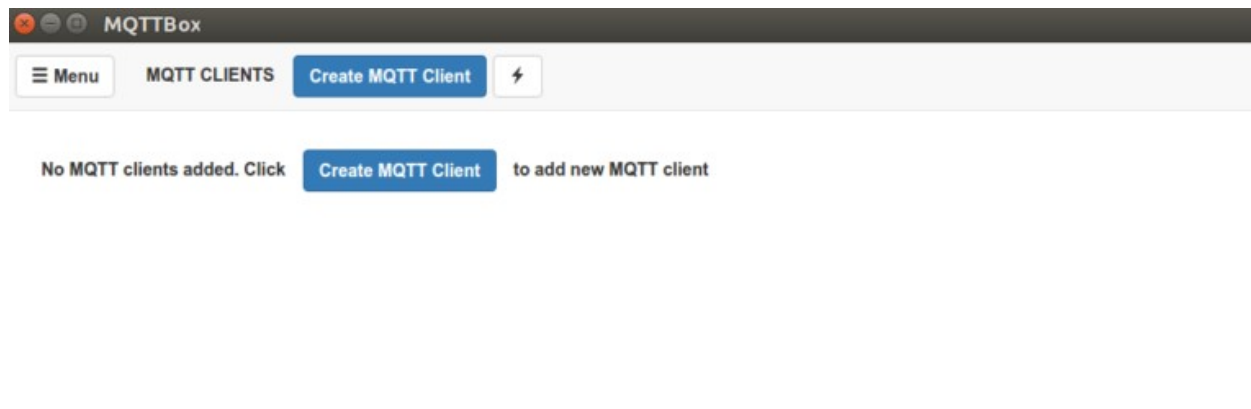 MQTTBox
Menu MQTT CLIENTS Create MQTT Client
No MQTT clients added. Click Create MQTT Client to add new MQTT client